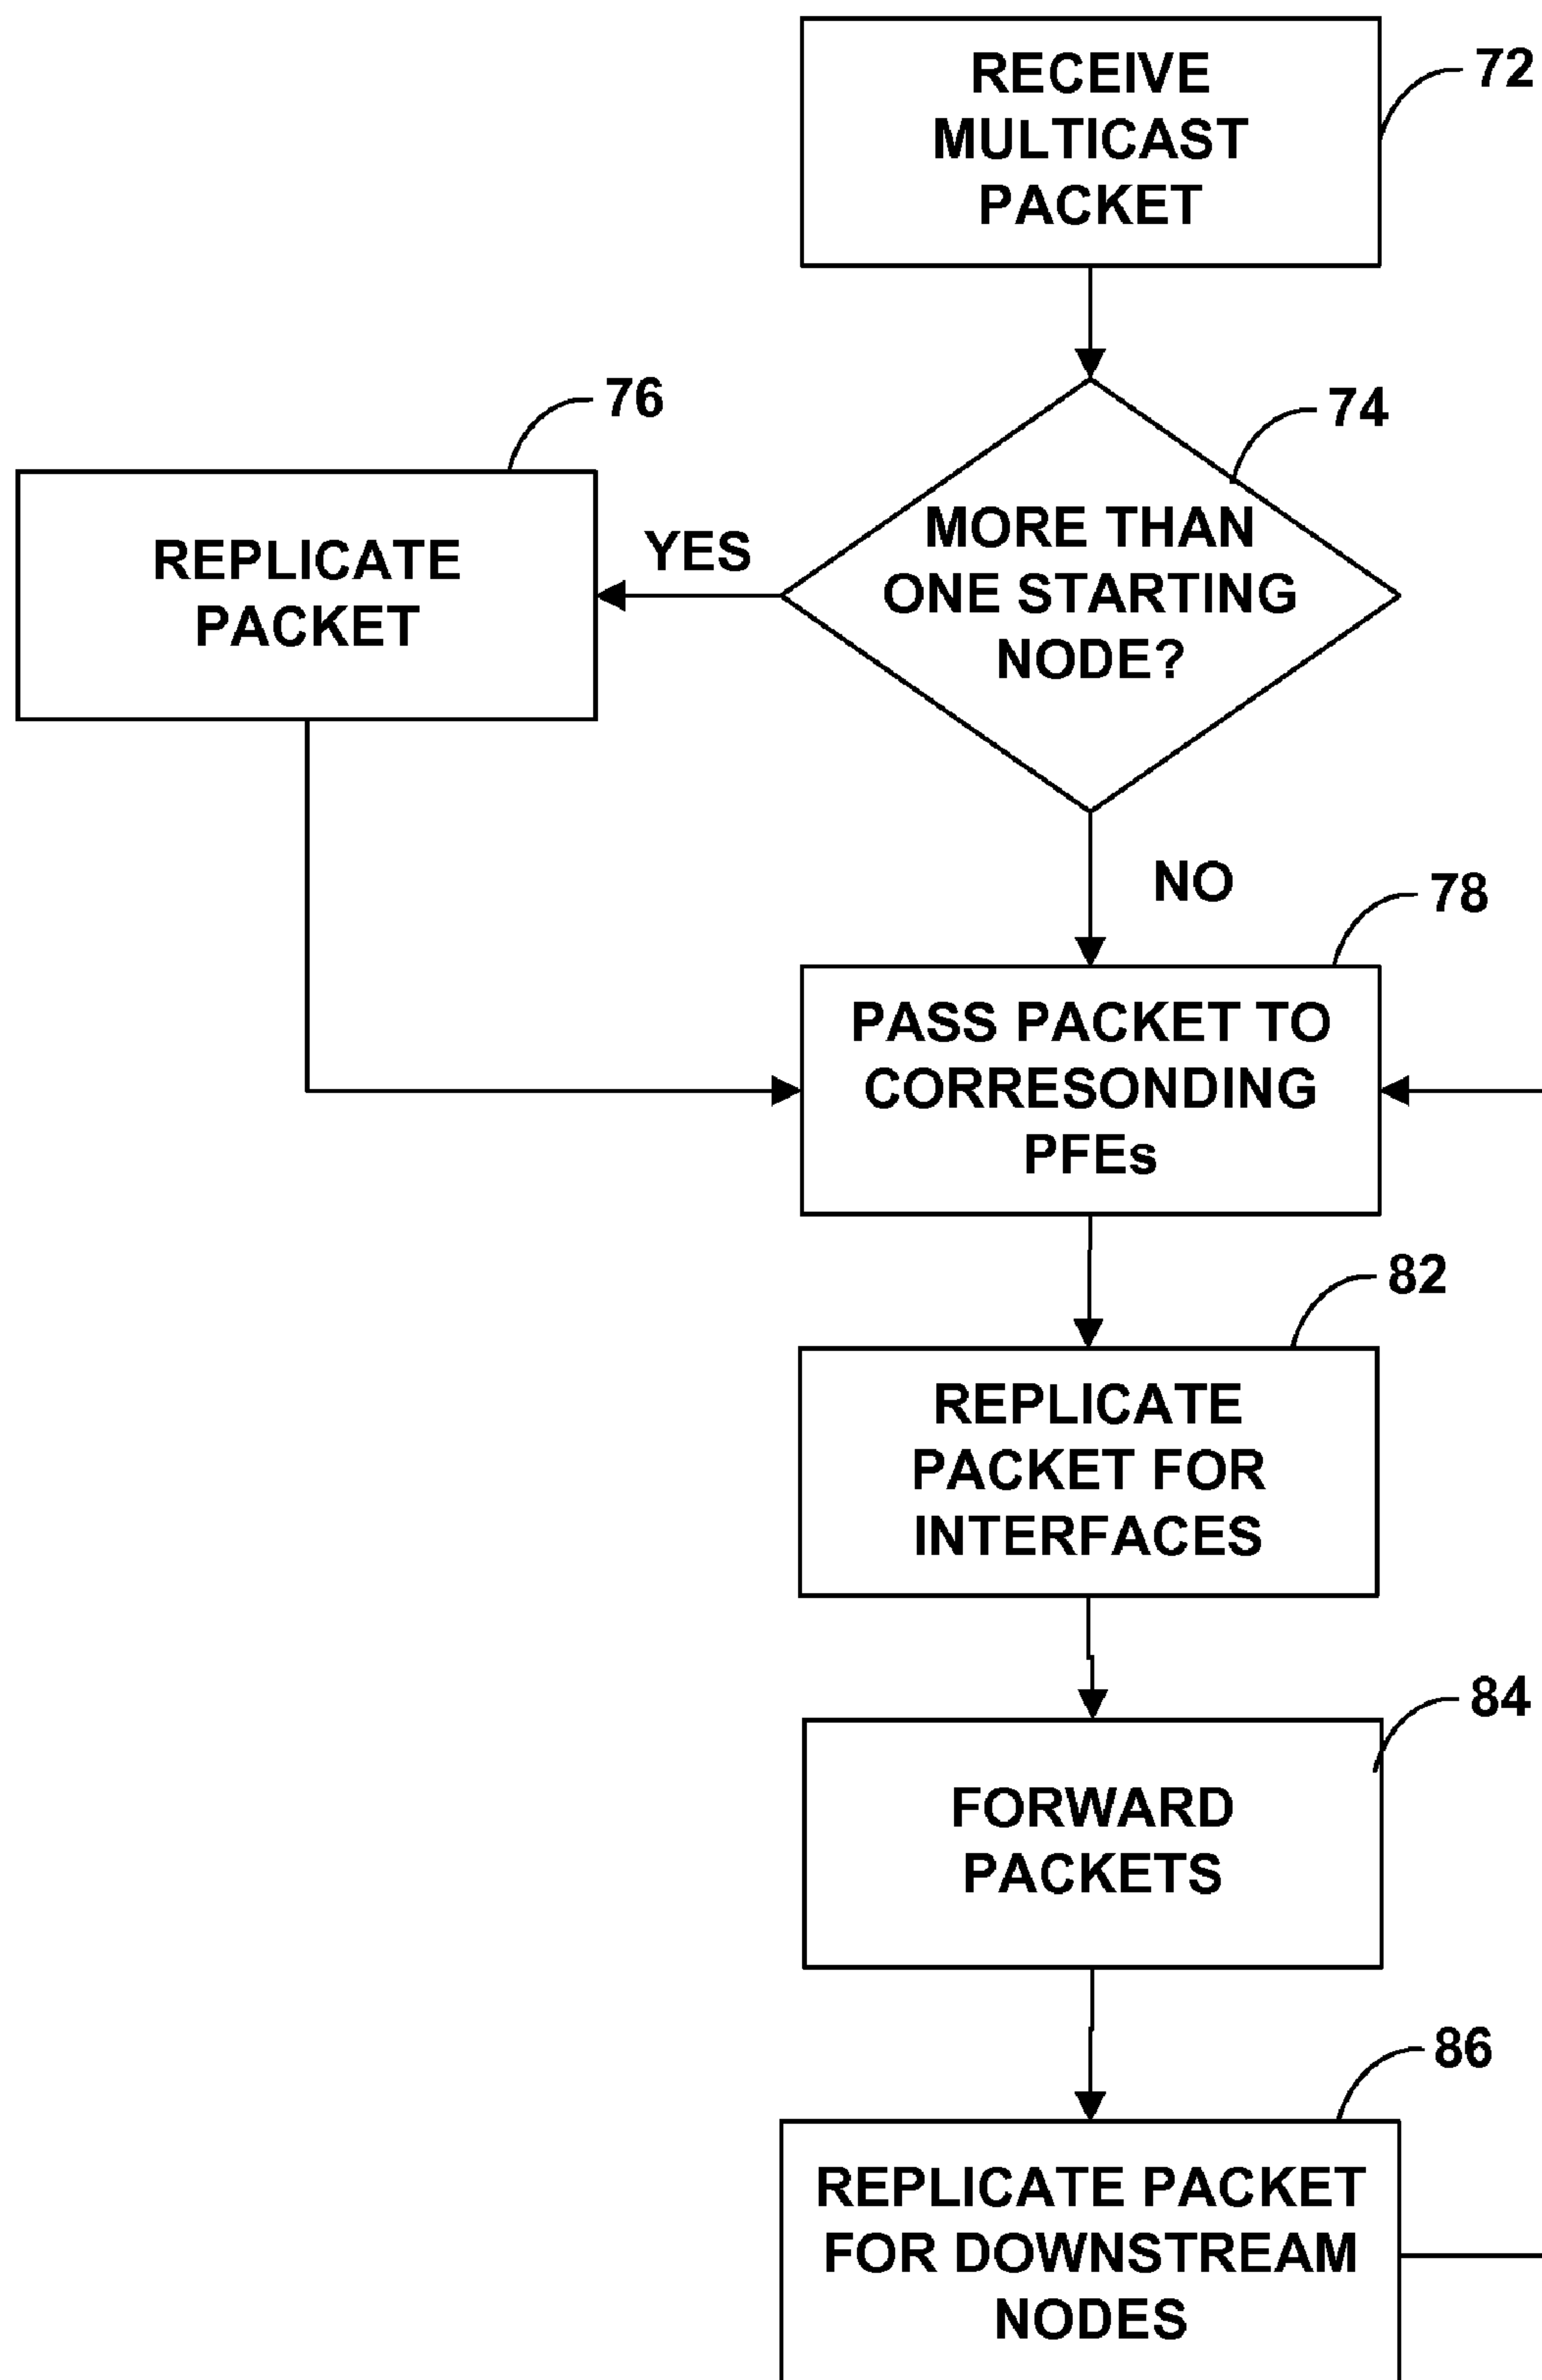 RECEIVE
MULTICAST
PACKET
72
76
74
REPLICATE
PACKET
YES
MORE THAN
ONE STARTING
NODE?
NO
78
PASS PACKET TO
CORRESONDING
PFEs
82
REPLICATE
PACKET FOR
INTERFACES
84
FORWARD
PACKETS
86
REPLICATE PACKET
FOR DOWNSTREAM
NODES